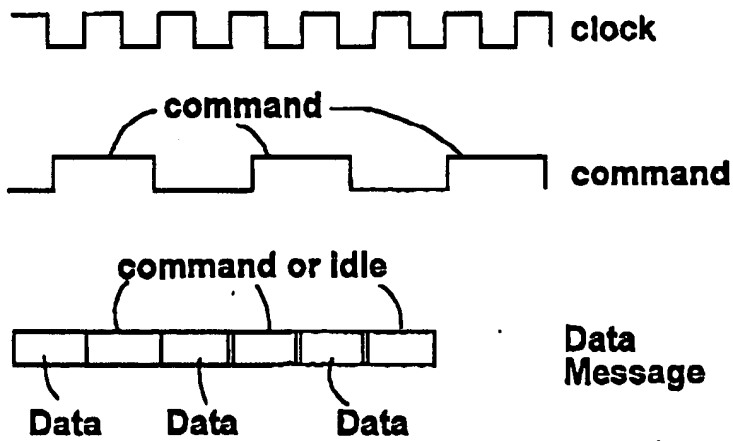 clock
command
command
command or idle
Data
Message
Data Data Data